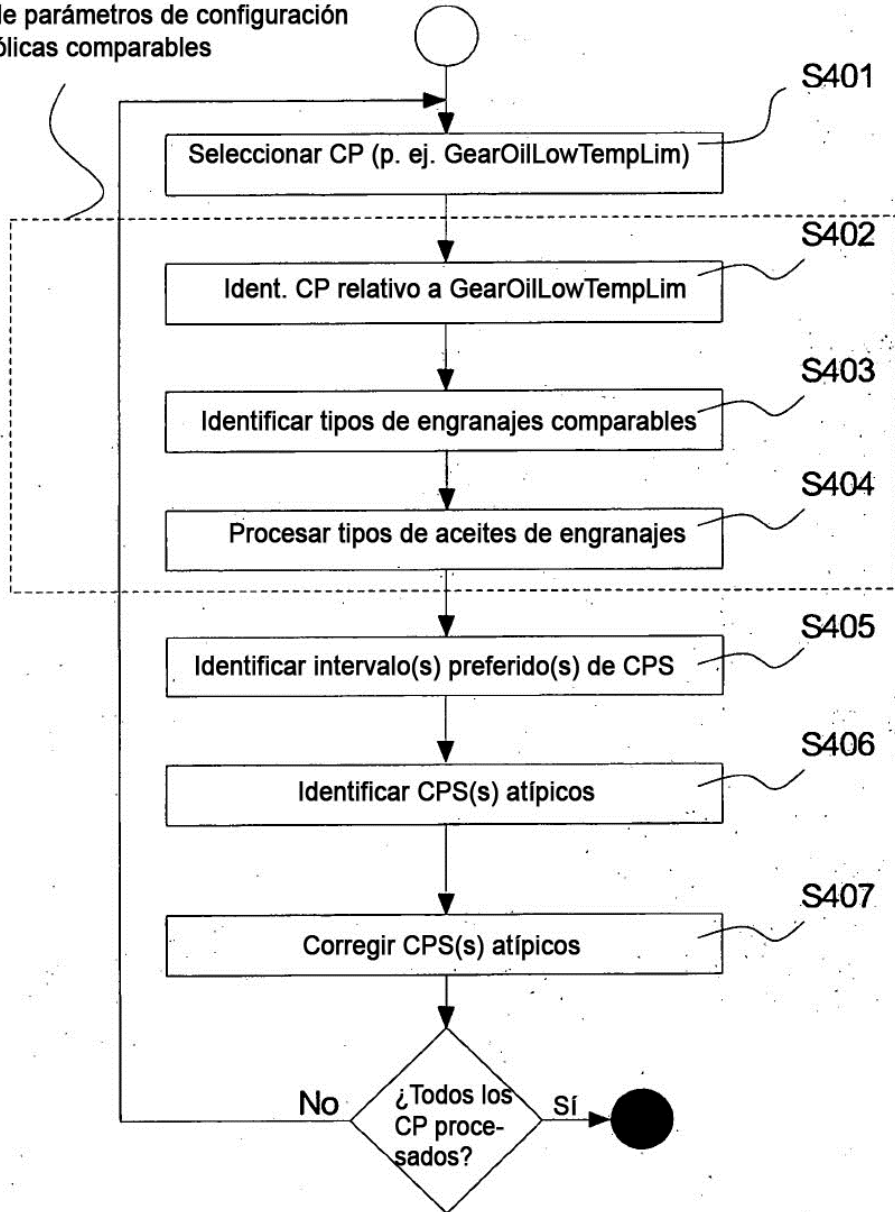 de parámetros de configuración
ólicas comparables
S401
Seleccionar CP (p. ej. GearOilLowTempLim)
S402
Ident. CP relativo a GearOilLowTempLim
S403
Identificar tipos de engranajes comparables
S404
Procesar tipos de aceites de engranajes
S405
Identificar intervalo(s) preferido(s) de CPS
S406
Identificar CPS(s) atípicos
S407
Corregir CPS(s) atípicos
No
¿Todos los
CP proce-
sados?
Sí